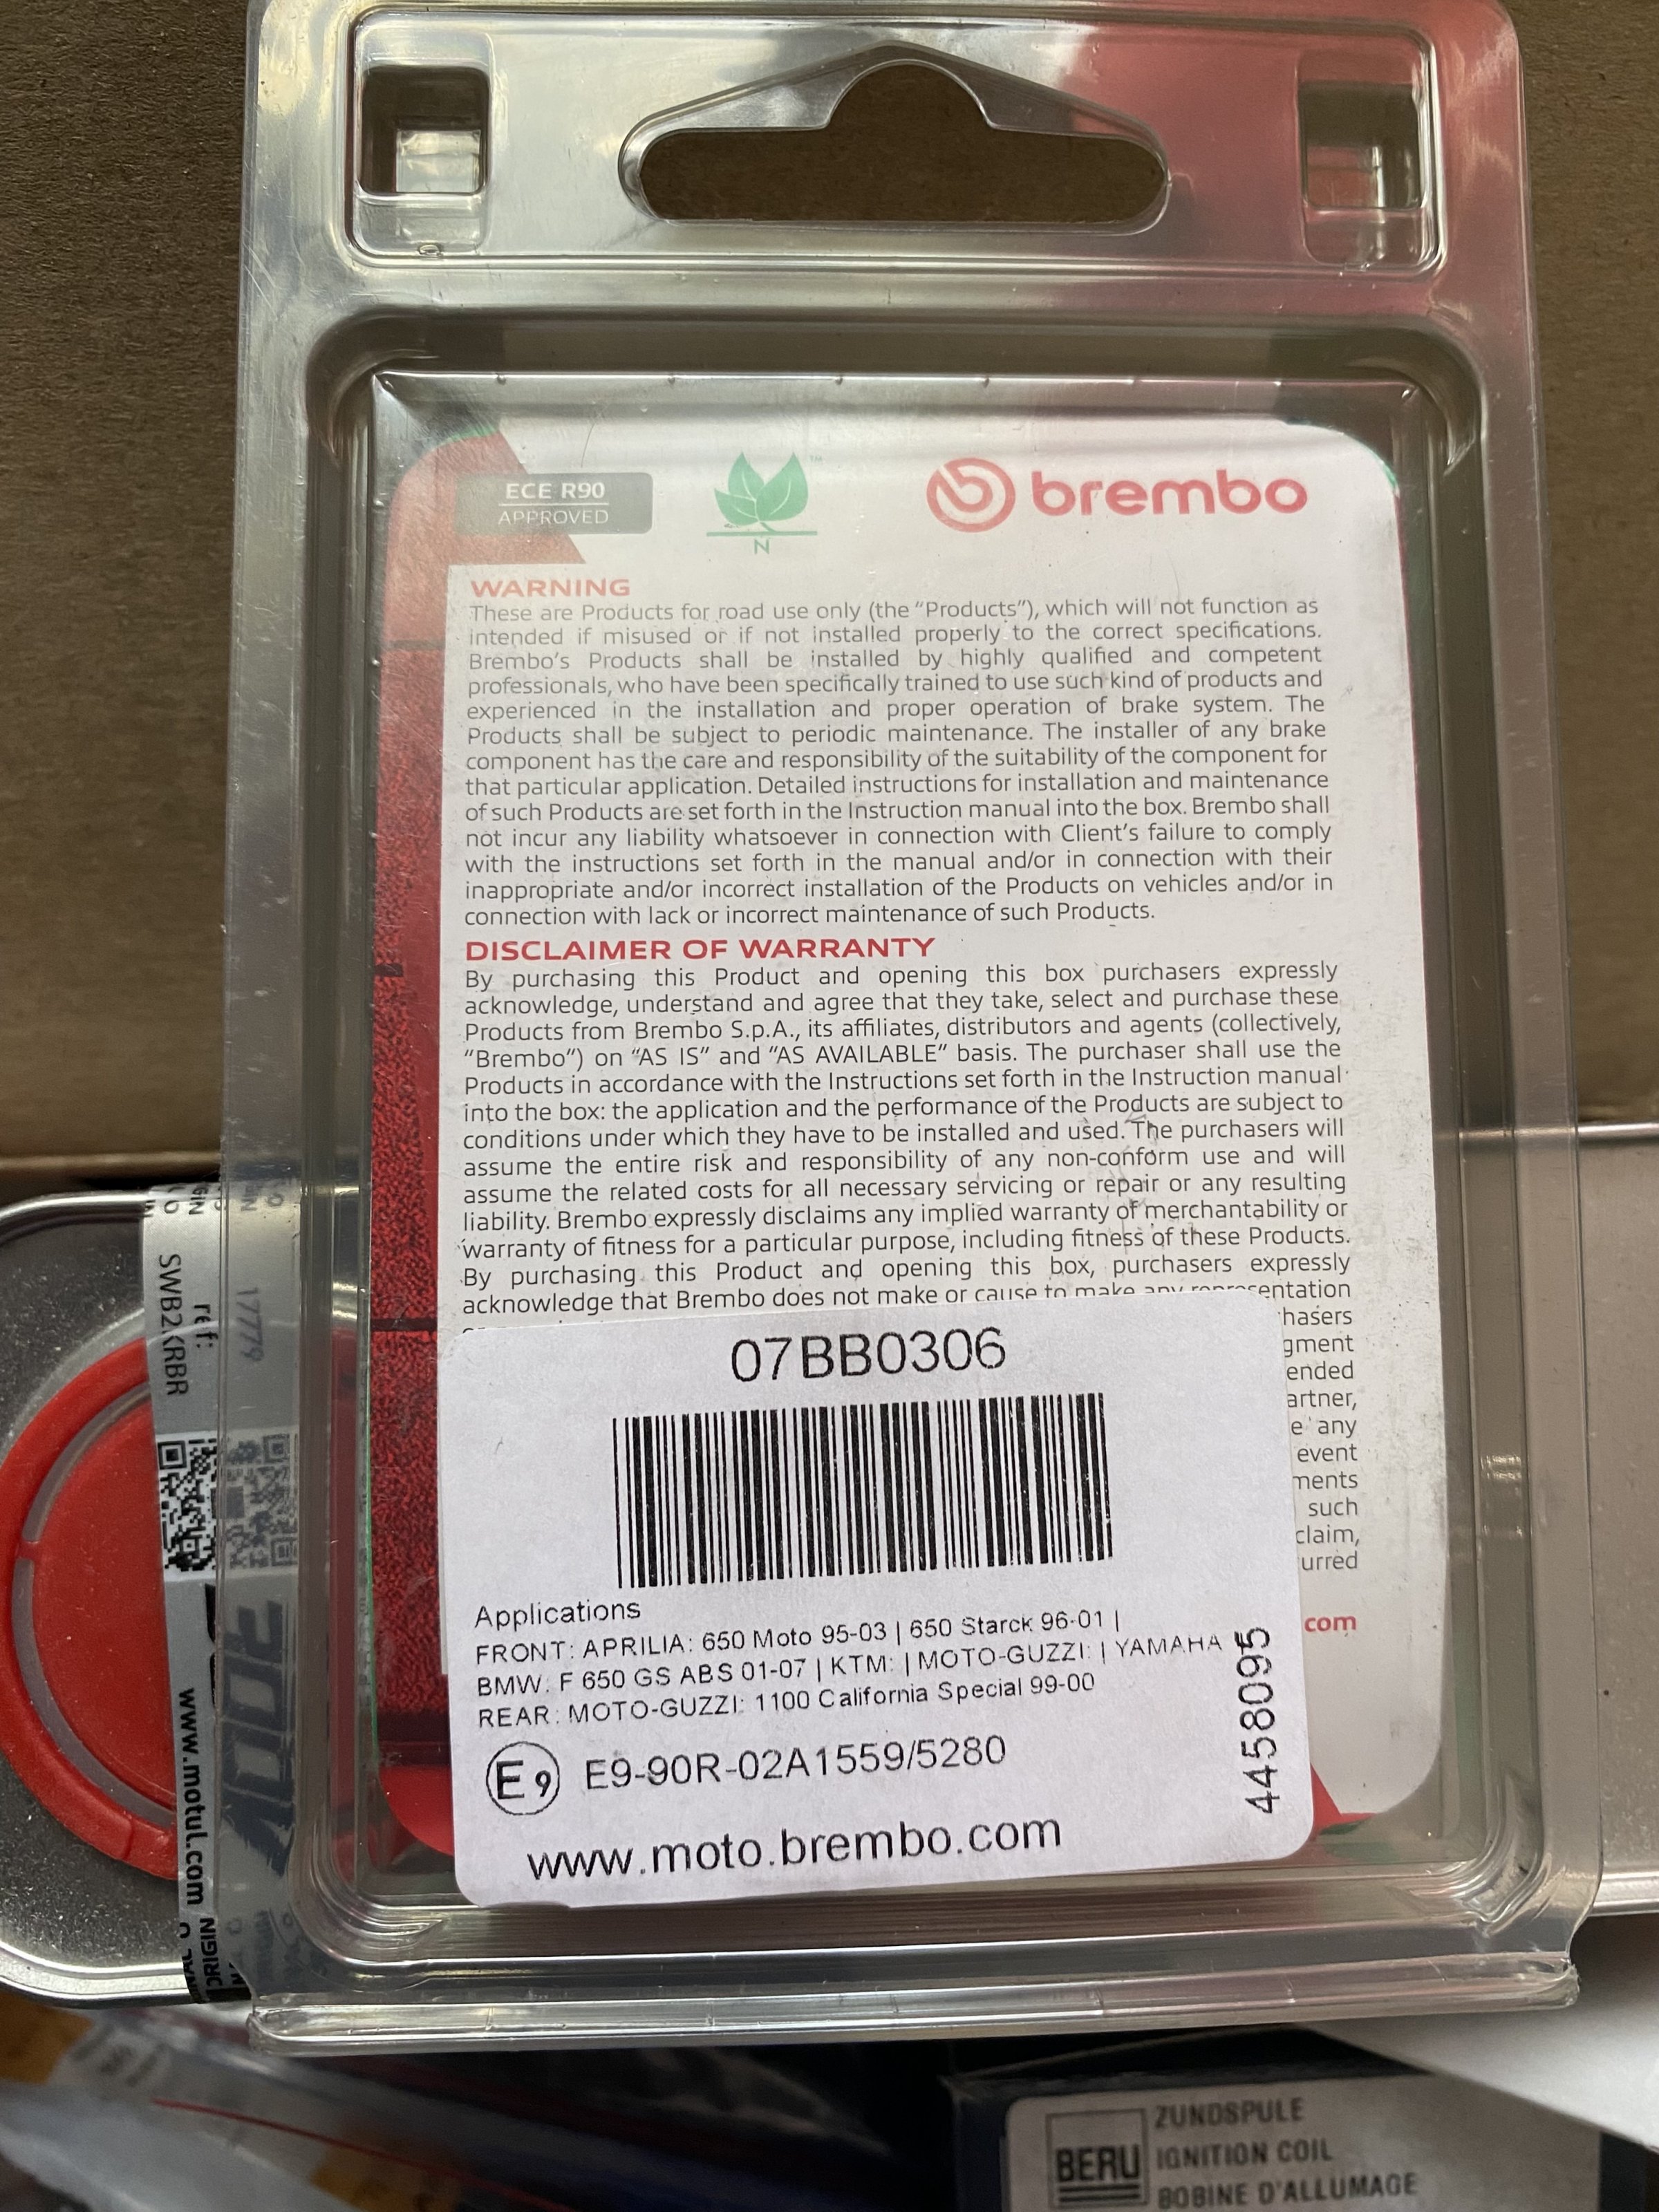 ECE R90
APPROVED
TM
N
brembo
WARNING
These are Products for road use only (the “Products”), which will not function as
intended if misused or if not installed properly to the correct specifications.
Brembo’s Products shall be installed by highly qualified and competent
professionals, who have been specifically trained to use such kind of products and
experienced in the installation and proper operation of brake system. The
Products shall be subject to periodic maintenance. The installer of any brake
component has the care and responsibility of the suitability of the component for
that particular application. Detailed instructions for installation and maintenance
of such Products are set forth in the Instruction manual into the box. Brembo shall
not incur any liability whatsoever in connection with Client’s failure to comply
with the instructions set forth in the manual and/or in connection with their
inappropriate and/or incorrect installation of the Products on vehicles and/or in
connection with lack or incorrect maintenance of such Products.
DISCLAIMER OF WARRANTY
By purchasing this Product and opening this box purchasers expressly
acknowledge, understand and agree that they take, select and purchase these
Products from Brembo S.p.A., its affiliates, distributors and agents (collectively,
“Brembo”) on “AS IS” and “AS AVAILABLE” basis. The purchaser shall use the
Products in accordance with the Instructions set forth in the Instruction manual
into the box: the application and the performance of the Products are subject to
conditions under which they have to be installed and used. The purchasers will
assume the entire risk and responsibility of any non-conform use and will
assume the related costs for all necessary servicing or repair or any resulting
liability. Brembo expressly disclaims any implied warranty of merchantability or
warranty of fitness for a particular purpose, including fitness of these Products.
By purchasing this Product and opening this box, purchasers expressly
acknowledge that Brembo does not make or cause to make any representation
hasers
gment
ended
artner,
e any
event
ments
such
claim,
urred
com
07BB0306
Applications
FRONT: APRILIA: 650 Moto 95-03 | 650 Starck 96-01 |
BMW: F 650 GS ABS 01-07 | KTM: | MOTO-GUZZI: | YAMAHA
REAR: MOTO-GUZZI: 1100 California Special 99-00
E9 E9-90R-02A1559/5280
www.moto.brembo.com
4458095
ref:
SWB2XRBR
17779
www.motul.com
BERU
ZUNDSPULE
IGNITION COIL
BOBINE D'ALLUMAGE